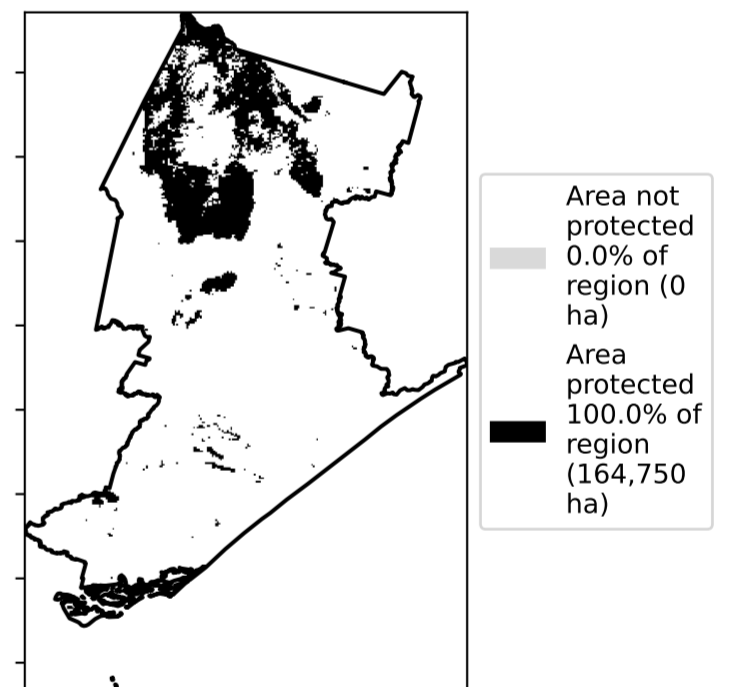 Area not
protected
0.0% of
region (0
ha)
Area
protected
100.0% of
region
(164,750
ha)